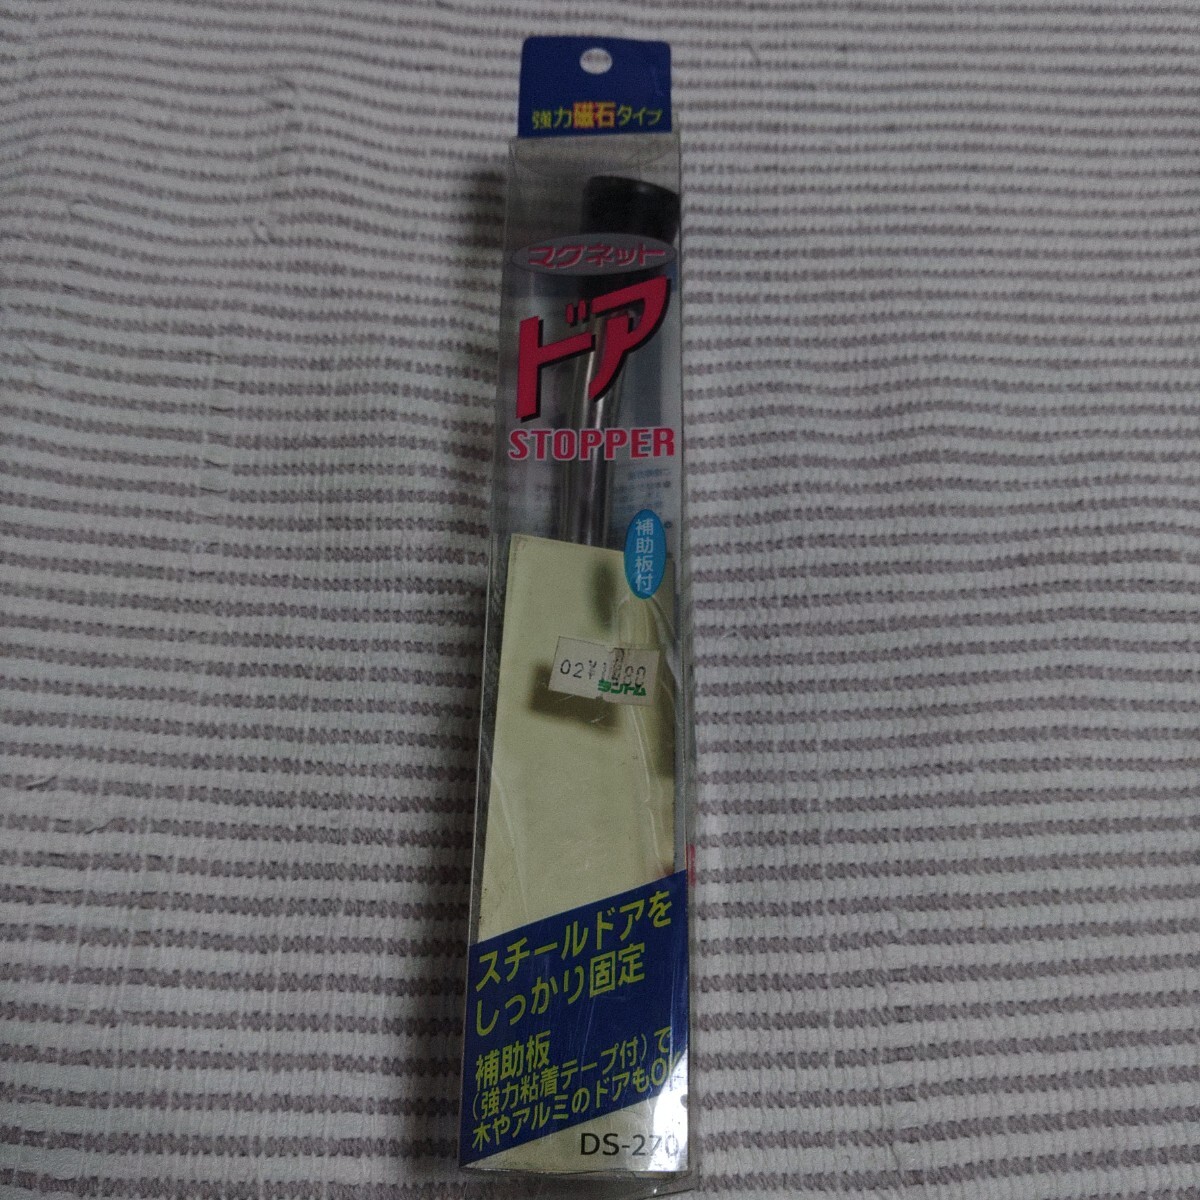 強力磁石タイプ
マグネット
ドア
STOPPER
補助板付
02¥1,480
スチールドアを
しっかり固定
補助板
(強力粘着テープ付)で
木やアルミのドアもOK
DS-270